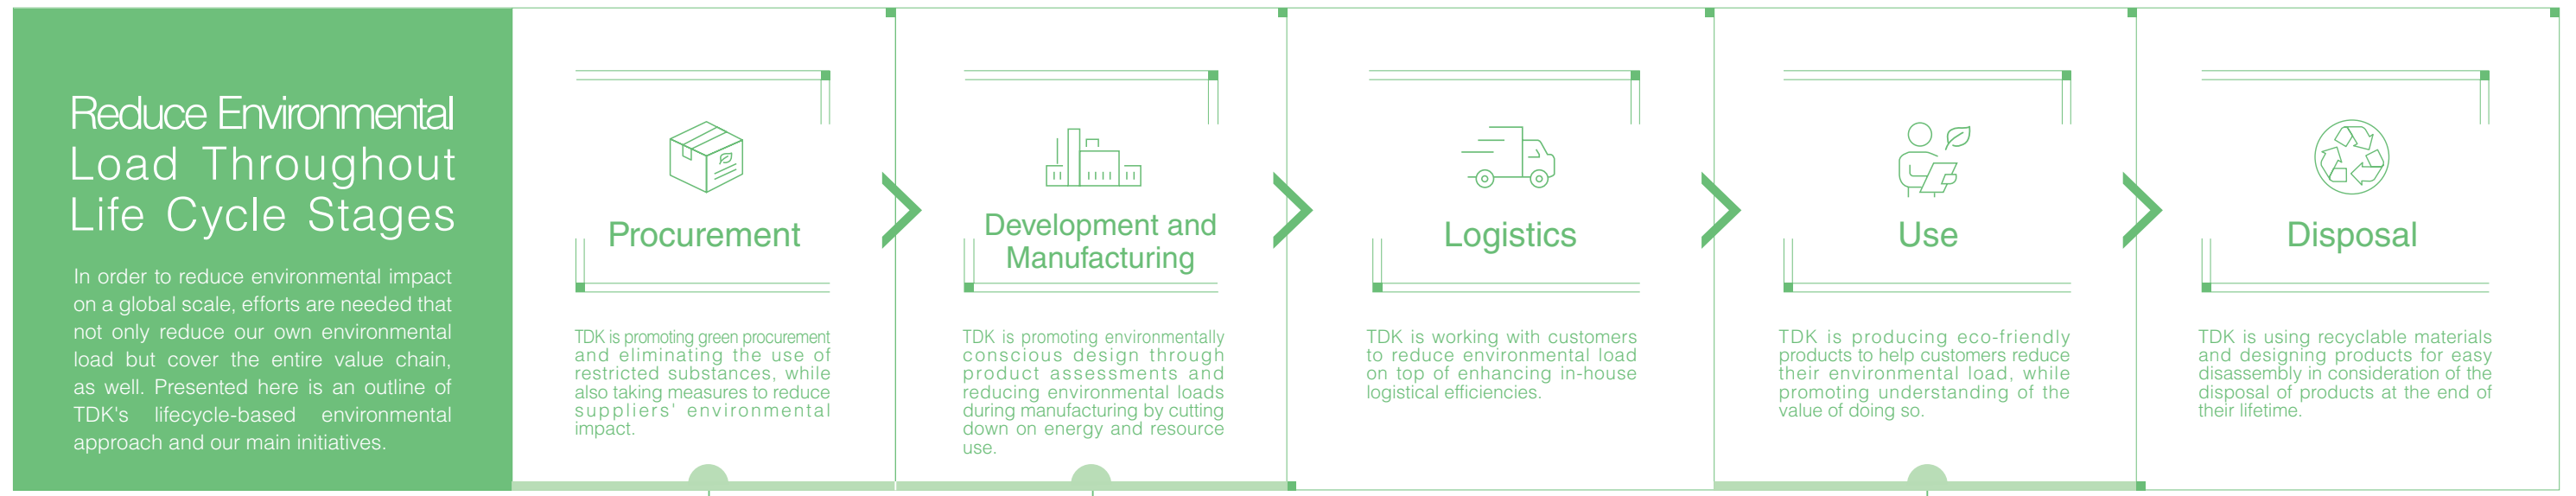 Reduce Environmental
Load Throughout
Life Cycle Stages
In order to reduce environmental impact
on a global scale, efforts are needed that
not only reduce our own environmental
load but cover the entire value chain,
as well. Presented here is an outline of
TDK's lifecycle-based environmental
approach and our main initiatives.
Procurement
TDK is promoting green procurement
and eliminating the use of
restricted substances, while
also taking measures to reduce
suppliers' environmental
impact.
Development and
Manufacturing
TDK is promoting environmentally
conscious design through
product assessments and
reducing environmental loads
during manufacturing by cutting
down on energy and resource
use.
Logistics
TDK is working with customers
to reduce environmental load
on top of enhancing in-house
logistical efficiencies.
Use
TDK is producing eco-friendly
products to help customers reduce
their environmental load, while
promoting understanding of the
value of doing so.
Disposal
TDK is using recyclable materials
and designing products for easy
disassembly in consideration of the
disposal of products at the end of
their lifetime.